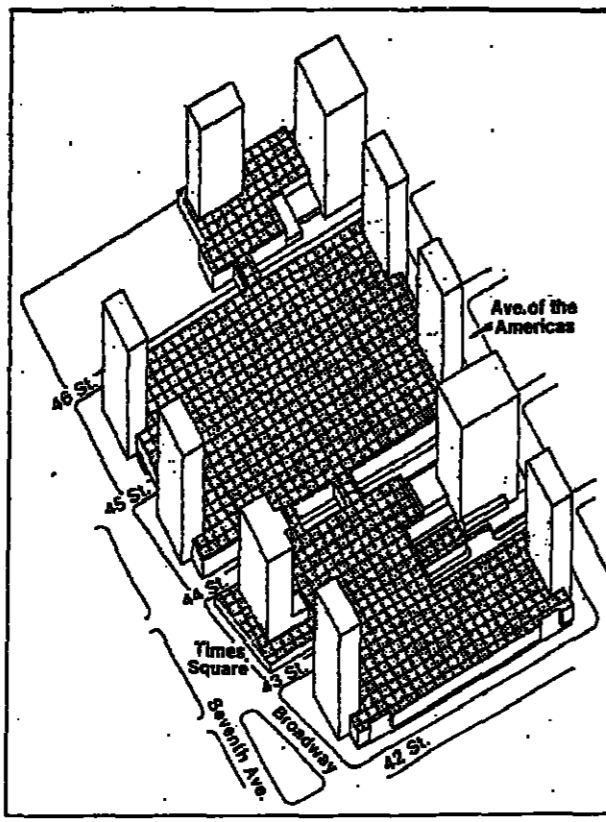 Ave.of the
Americas
46 St.
45 St.
44 St.
Times
Square
43 St.
Broadway
Seventh Ave.
42 St.